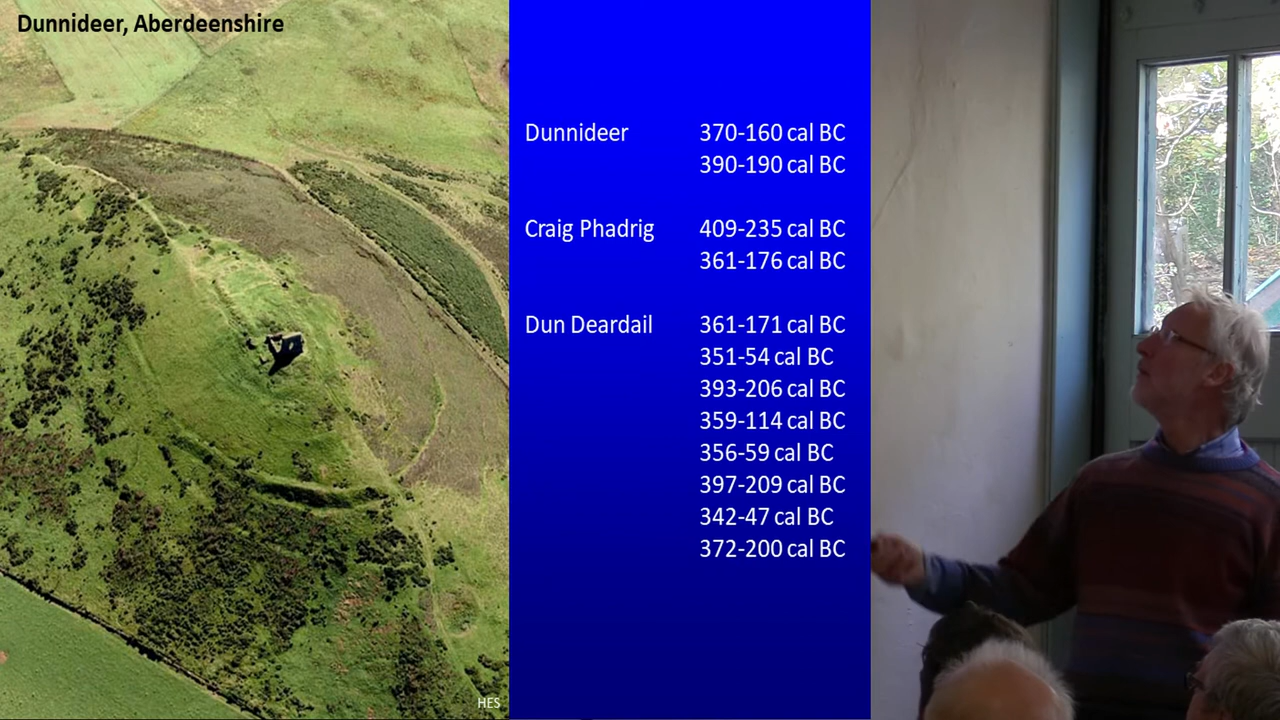 Dunnideer, Aberdeenshire
Dunnideer 370-160 cal BC
390-190 cal BC
Craig Phadrig 409-235 cal BC
361-176 cal BC
Dun Deardail 361-171 cal BC
351-54 cal BC
393-206 cal BC
359-114 cal BC
356-59 cal BC
397-209 cal BC
342-47 cal BC
372-200 cal BC
HES